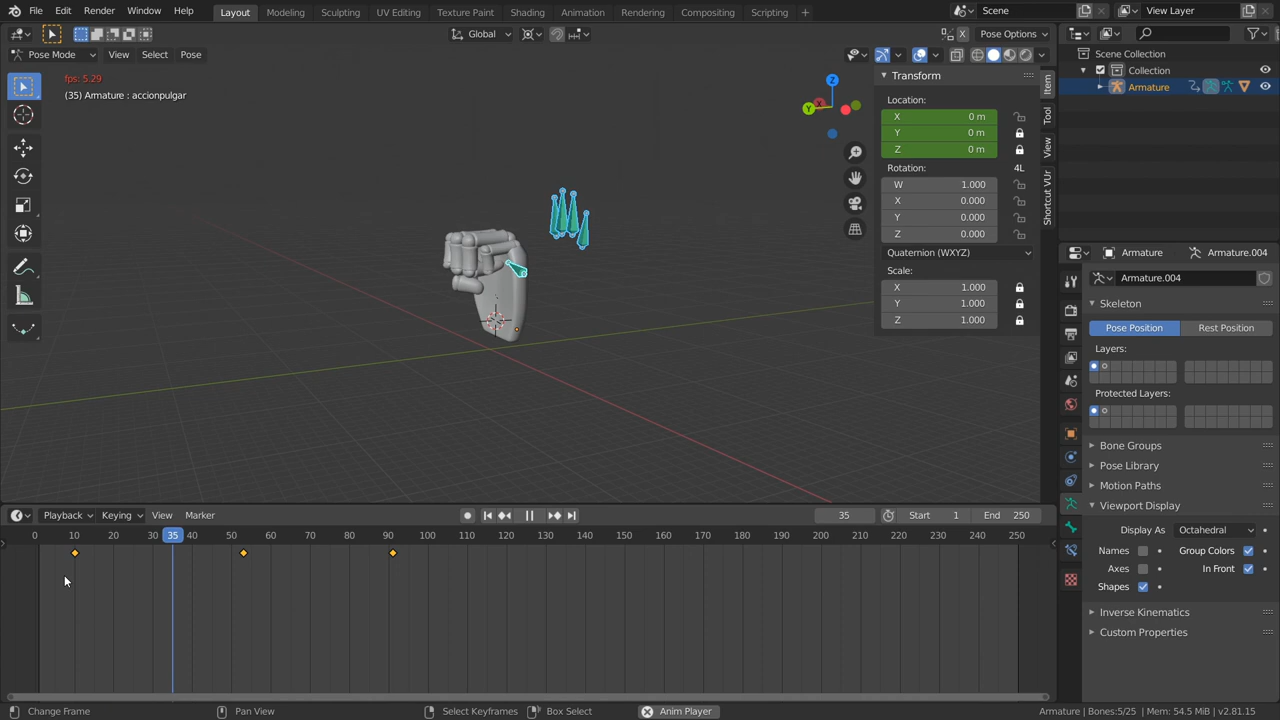 File Edit Render Window Help Layout Modeling Sculpting UV Editing Texture Paint Shading Animation Rendering Compositing Scripting + Scene View Layer
Global Pose Options
Pose Mode View Select Pose
fps: 5.29
(35) Armature : accionpulgar
Z
Y
X
Transform
Location:
X 0 m
Y 0 m
Z 0 m
Rotation: 4L
W 1.000
X 0.000
Y 0.000
Z 0.000
Quaternion (WXYZ)
Scale:
X 1.000
Y 1.000
Z 1.000
Item
Tool
View
Shortcut VUr
Scene Collection
Collection
Armature
Armature Armature.004
Armature.004
Skeleton
Pose Position Rest Position
Layers:
Protected Layers:
Bone Groups
Pose Library
Motion Paths
Viewport Display
Display As Octahedral
Names Group Colors
Axes In Front
Shapes
Inverse Kinematics
Custom Properties
Playback Keying View Marker 35 Start 1 End 250
0 10 20 30 35 40 50 60 70 80 90 100 110 120 130 140 150 160 170 180 190 200 210 220 230 240 250
Change Frame Pan View Select Keyframes Box Select Anim Player Armature | Bones:5/25 | Mem: 54.5 MiB | v2.81.15